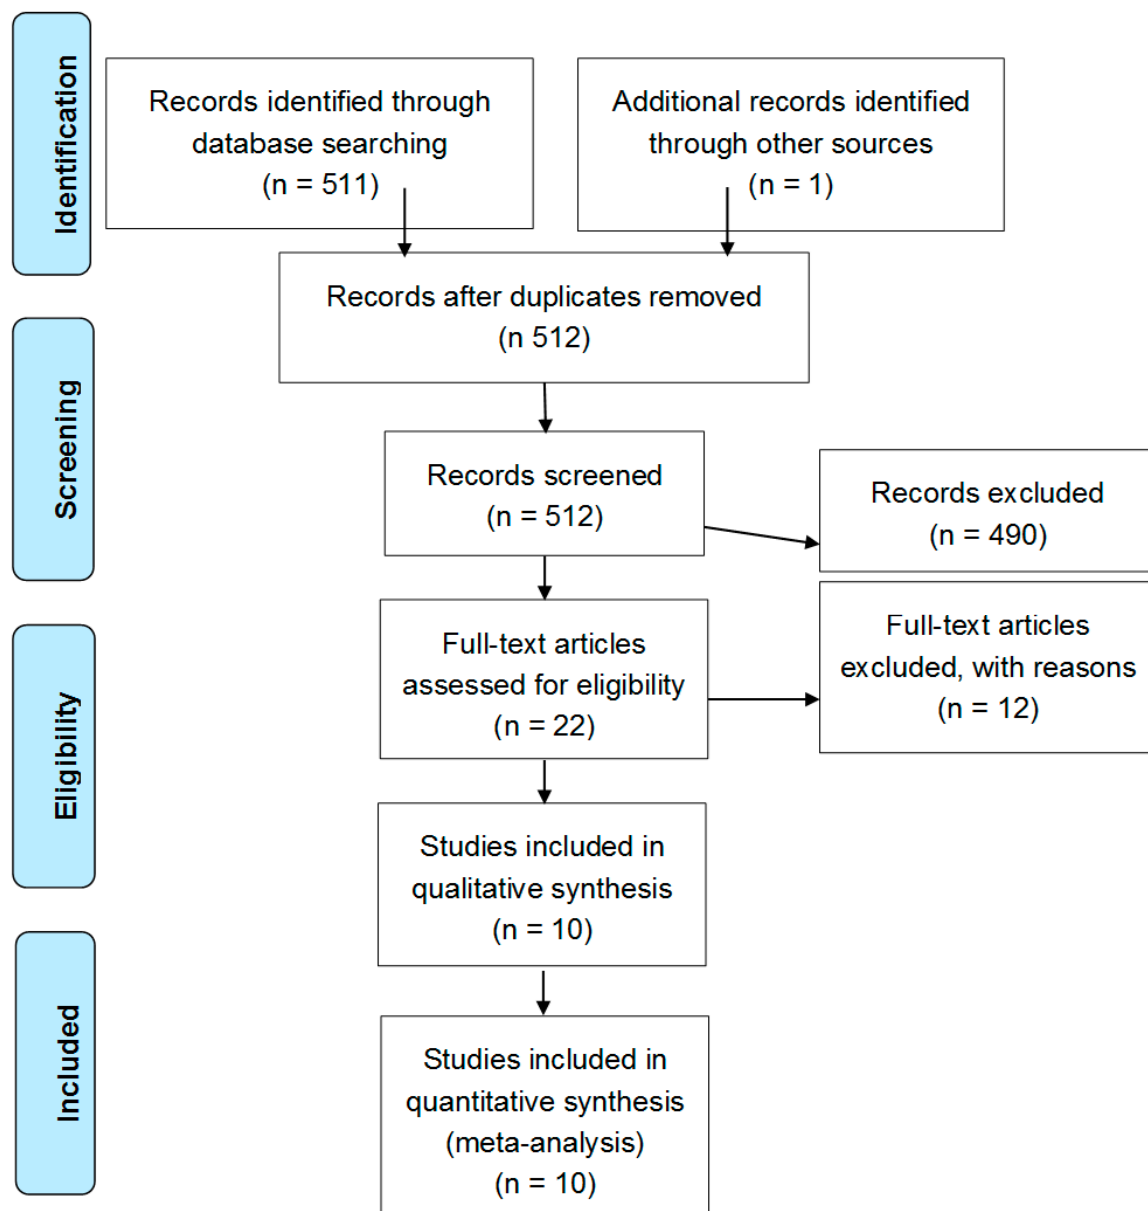 Identification
Records identified through
database searching
(n = 511)
Additional records identified
through other sources
(n = 1)
Records after duplicates removed
(n 512)
Screening
Records screened
(n = 512)
Records excluded
(n = 490)
Eligibility
Full-text articles
assessed for eligibility
(n = 22)
Full-text articles
excluded, with reasons
(n = 12)
Studies included in
qualitative synthesis
(n = 10)
Included
Studies included in
quantitative synthesis
(meta-analysis)
(n = 10)